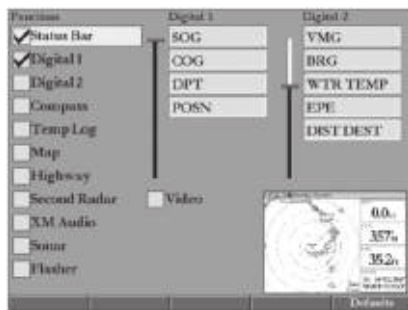 Functions
Status Bar
Digital 1
Digital 2
Compass
Temp Log
Map
Highway
Second Radar
XM Audio
Sonar
Flasher
Digital 1
SOG
COG
DPT
POSN
Video
Digital 2
VMG
BRG
WTR TEMP
EPE
DIST DEST
0.0
357
35.2
Defaults